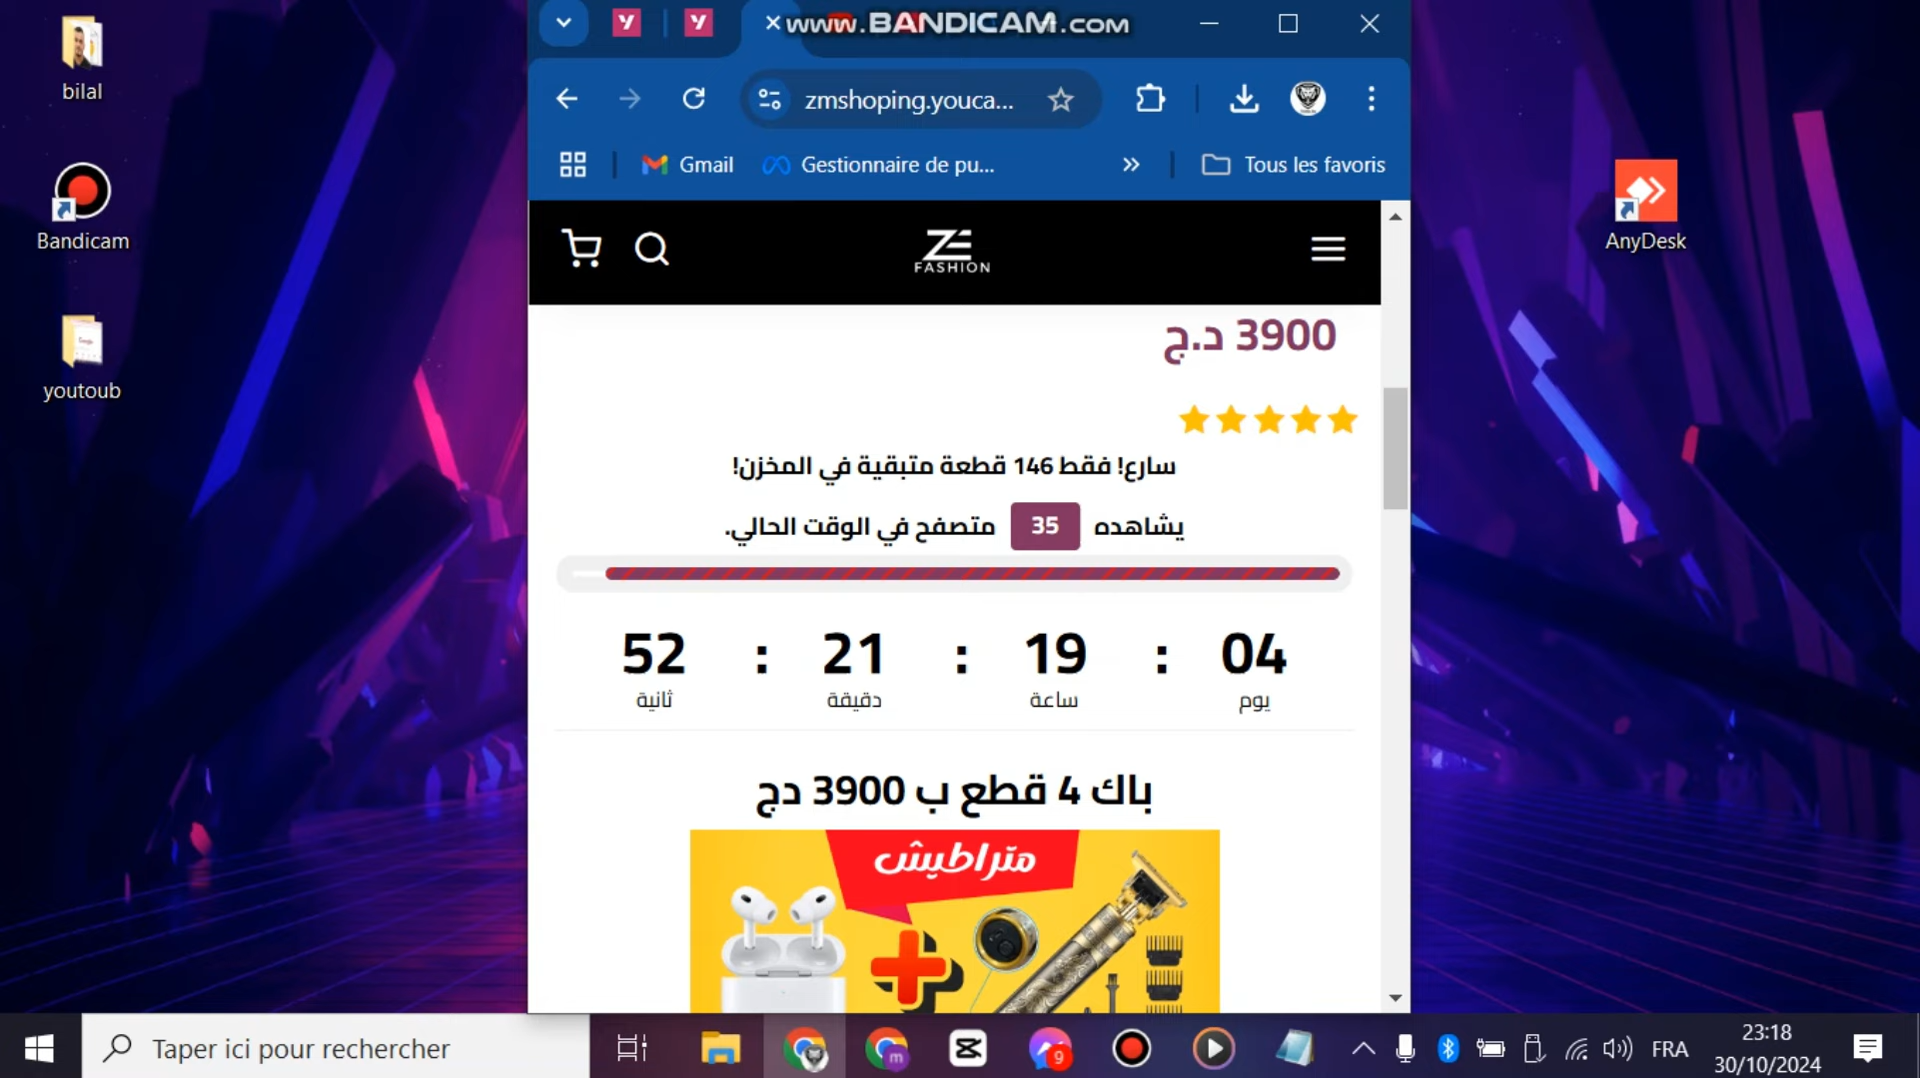 www.BANDICAM.com
bilal
Bandicam
youtoub
AnyDesk
zmshoping.youca...
Gmail
Gestionnaire de pu...
Tous les favoris
ZE
FASHION
3900 د.ج
سارع! فقط 146 قطعة متبقية في المخزن!
يشاهده 35 متصفح في الوقت الحالي.
04 : 19 : 21 : 52
يوم ساعة دقيقة ثانية
باك 4 قطع ب 3900 دج
متراطيش
Taper ici pour rechercher
m
9
FRA
23:18
30/10/2024